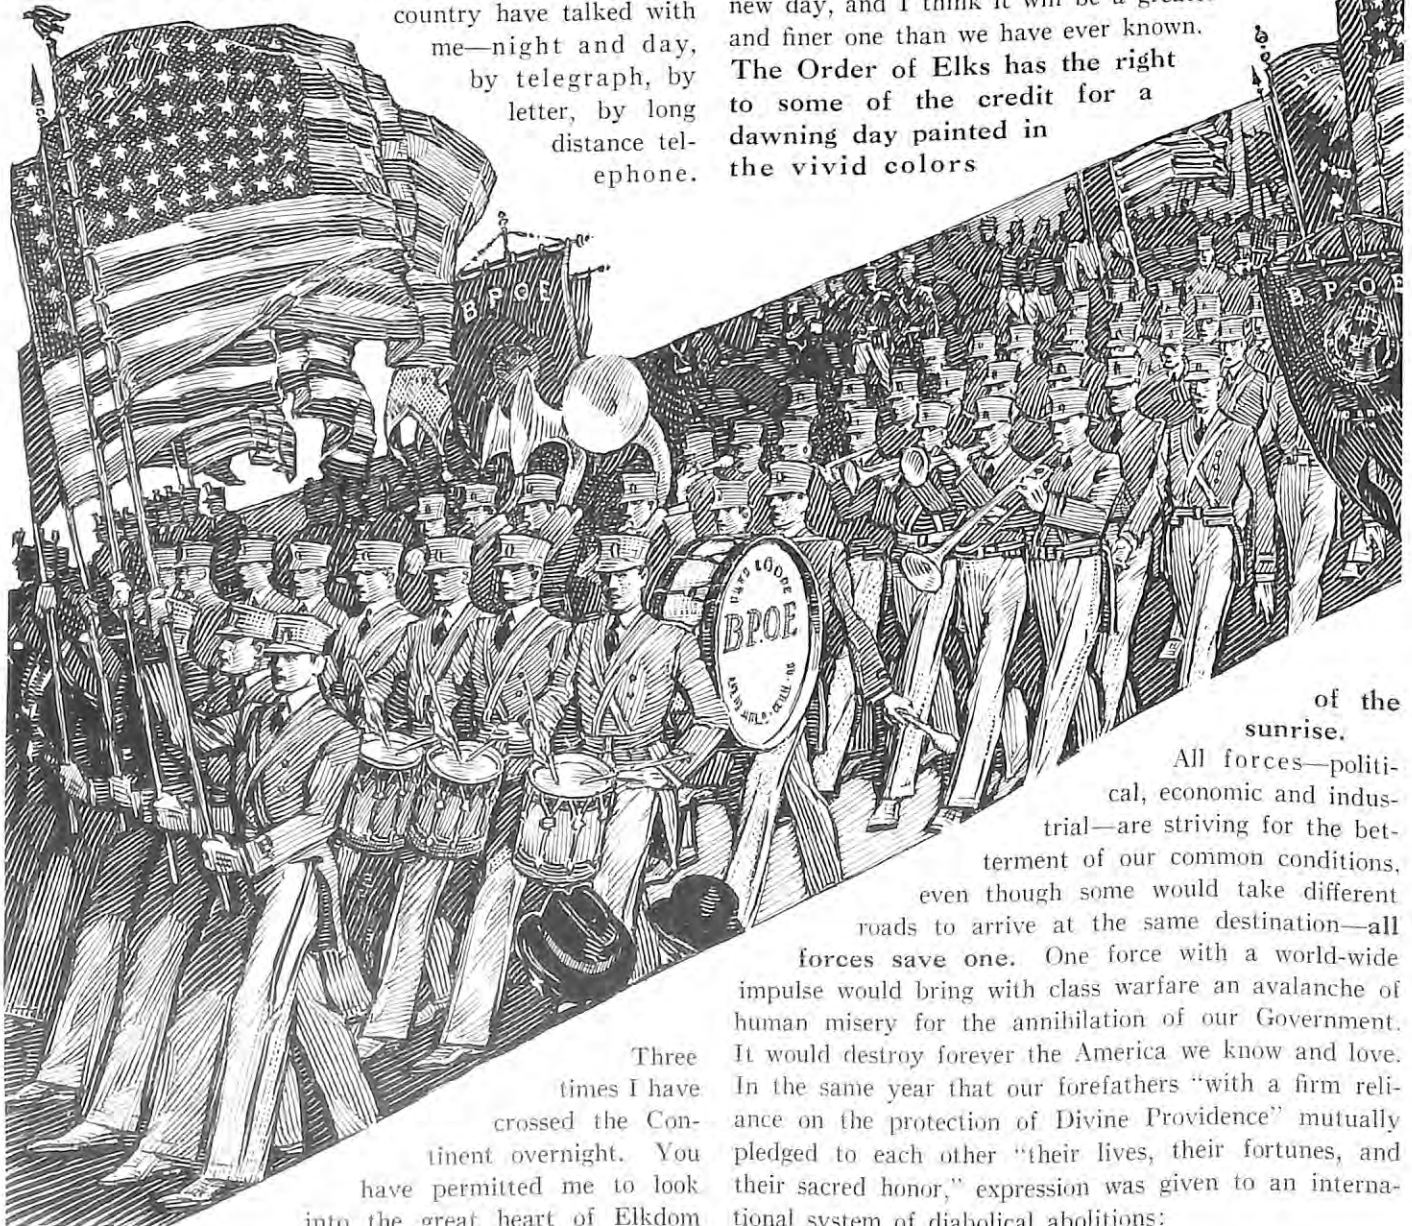 country have talked with
me—night and day,
by telegraph, by
letter, by long
distance tel-
ephone.
Three
times I have
crossed the Con-
tinent overnight. You
have permitted me to look
into the great heart of Elkdom
new day, and I think it will be a
and finer one than we have ever known.
The Order of Elks has the right
to some of the credit for a
dawning day painted in
the vivid colors
of the
sunrise.
All forces—politi-
cal, economic and indus-
trial—are striving for the bet-
terment of our common conditions,
even though some would take different
roads to arrive at the same destination—all
forces save one. One force with a world-wide
impulse would bring with class warfare an avalanche of
human misery for the annihilation of our Government.
It would destroy forever the America we know and love.
In the same year that our forefathers "with a firm reli-
ance on the protection of Divine Providence" mutually
pledged to each other "their lives, their fortunes, and
their sacred honor," expression was given to an interna-
tional system of diabolical abolitions:
B P O E
LODGE
B.P.O.E
B.P.O.E